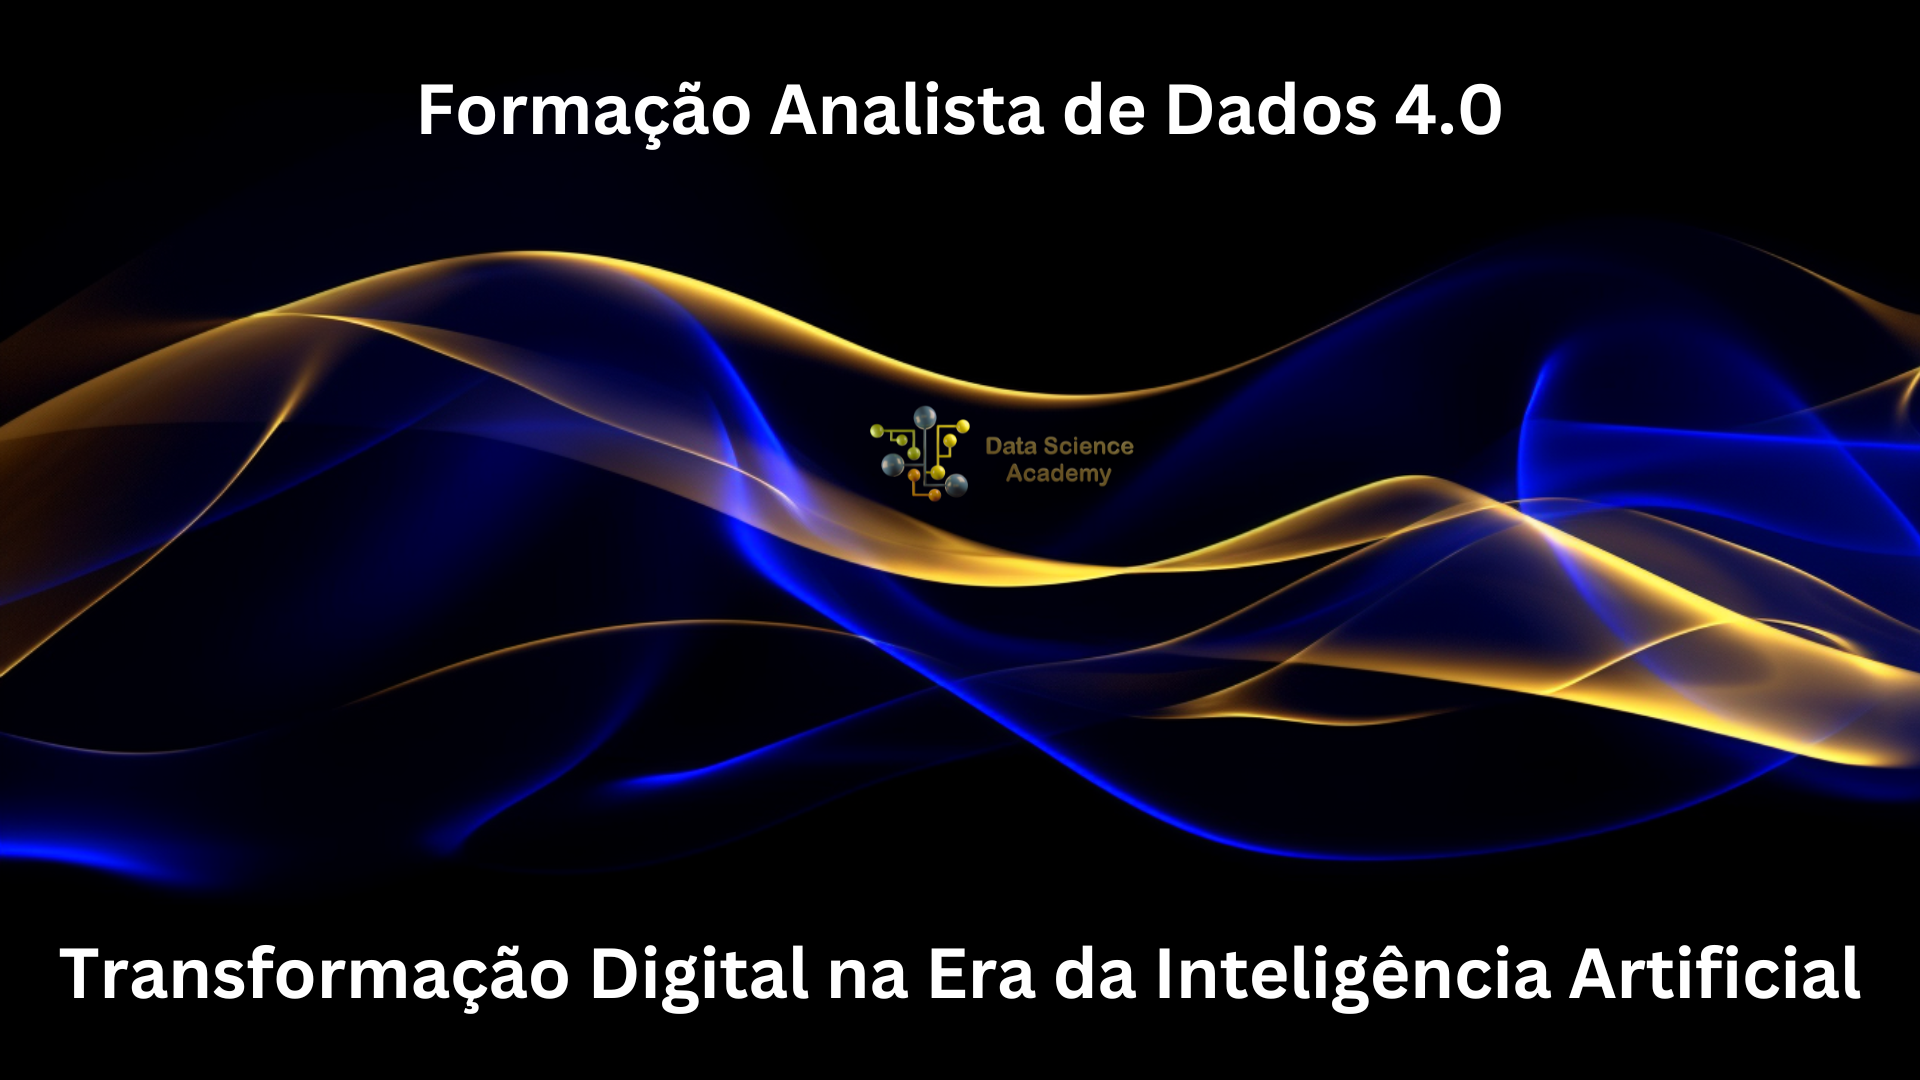 Formação Analista de Dados 4.0
Data Science
Academy
Transformação Digital na Era da Inteligência Artificial